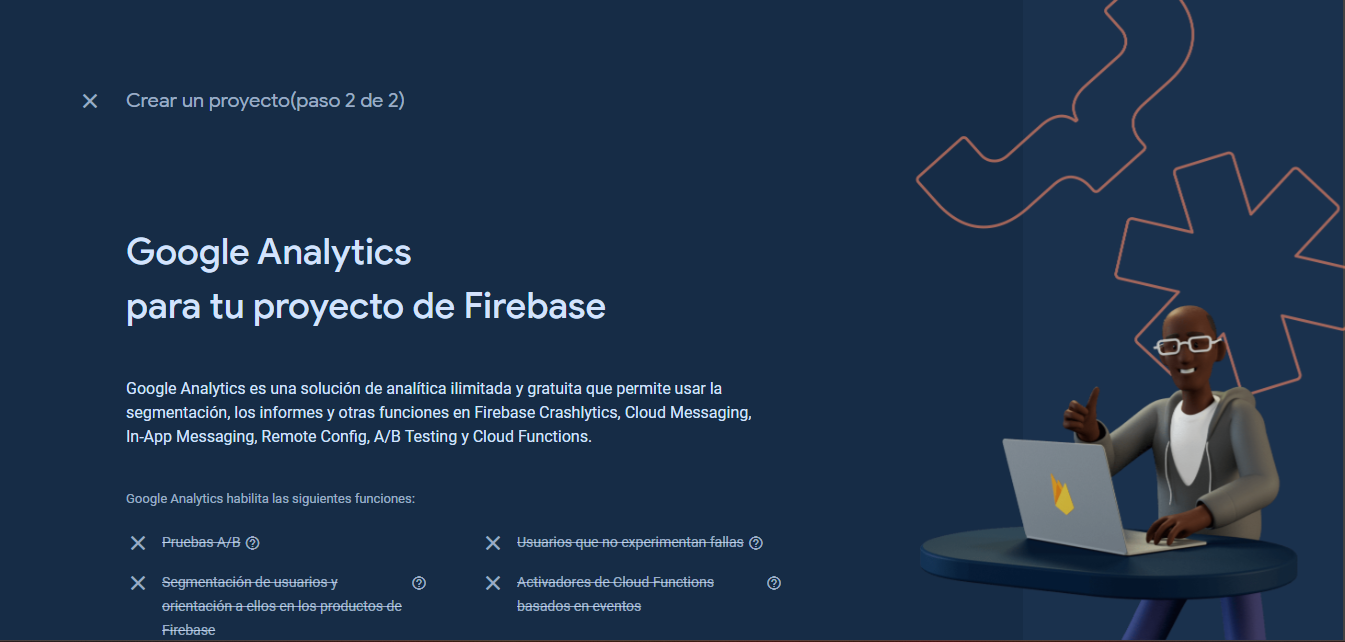 Crear un proyecto(paso 2 de 2)
Google Analytics
para tu proyecto de Firebase
Google Analytics es una solución de analítica ilimitada y gratuita que permite usar la
segmentación, los informes y otras funciones en Firebase Crashlytics, Cloud Messaging,
In-App Messaging, Remote Config, A/B Testing y Cloud Functions.
Google Analytics habilita las siguientes funciones:
Pruebas A/B
Usuarios que no experimentan fallas
Segmentación de usuarios y
orientación a ellos en los productos de
Firebase
Activadores de Cloud Functions
basados en eventos